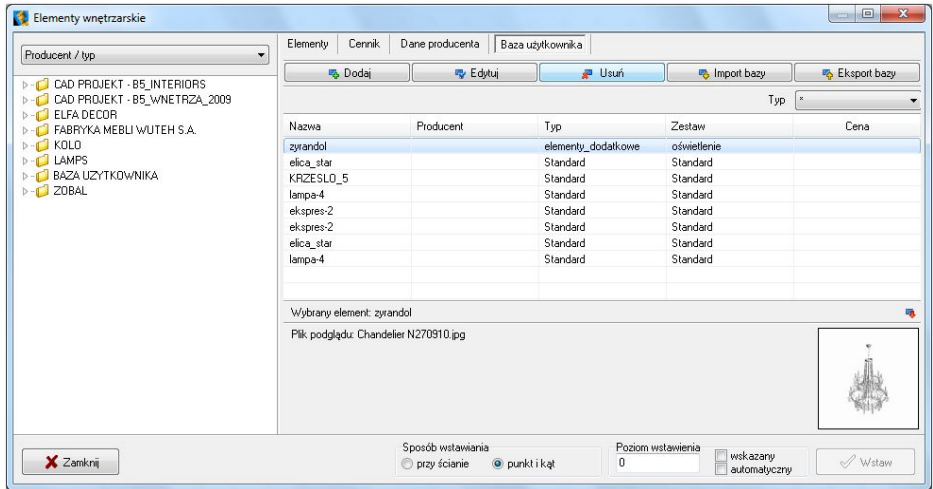 Elementy wnętrzarskie
Producent / typ
CAD PROJEKT - B5_INTERIORS
CAD PROJEKT - B5_WNETRZA_2009
ELFA DECOR
FABRYKA MEBLI WUTEH S.A.
KOLO
LAMPS
BAZA UZYTKOWNIKA
ZOBAL
Elementy Cennik Dane producenta Baza użytkownika
Dodaj Edytuj Usuń Import bazy Eksport bazy
Typ *
Nazwa Producent Typ Zestaw Cena
zyrandol elementy_dodatkowe oświetlenie
elica_star Standard Standard
KRZESLO_5 Standard Standard
lampa-4 Standard Standard
ekspres-2 Standard Standard
ekspres-2 Standard Standard
elica_star Standard Standard
lampa-4 Standard Standard
Wybrany element: zyrandol
Plik podglądu: Chandelier N270910.jpg
Zamknij
Sposób wstawiania
przy ścianie punkt i kąt
Poziom wstawienia
0
wskazany
automatyczny
Wstaw